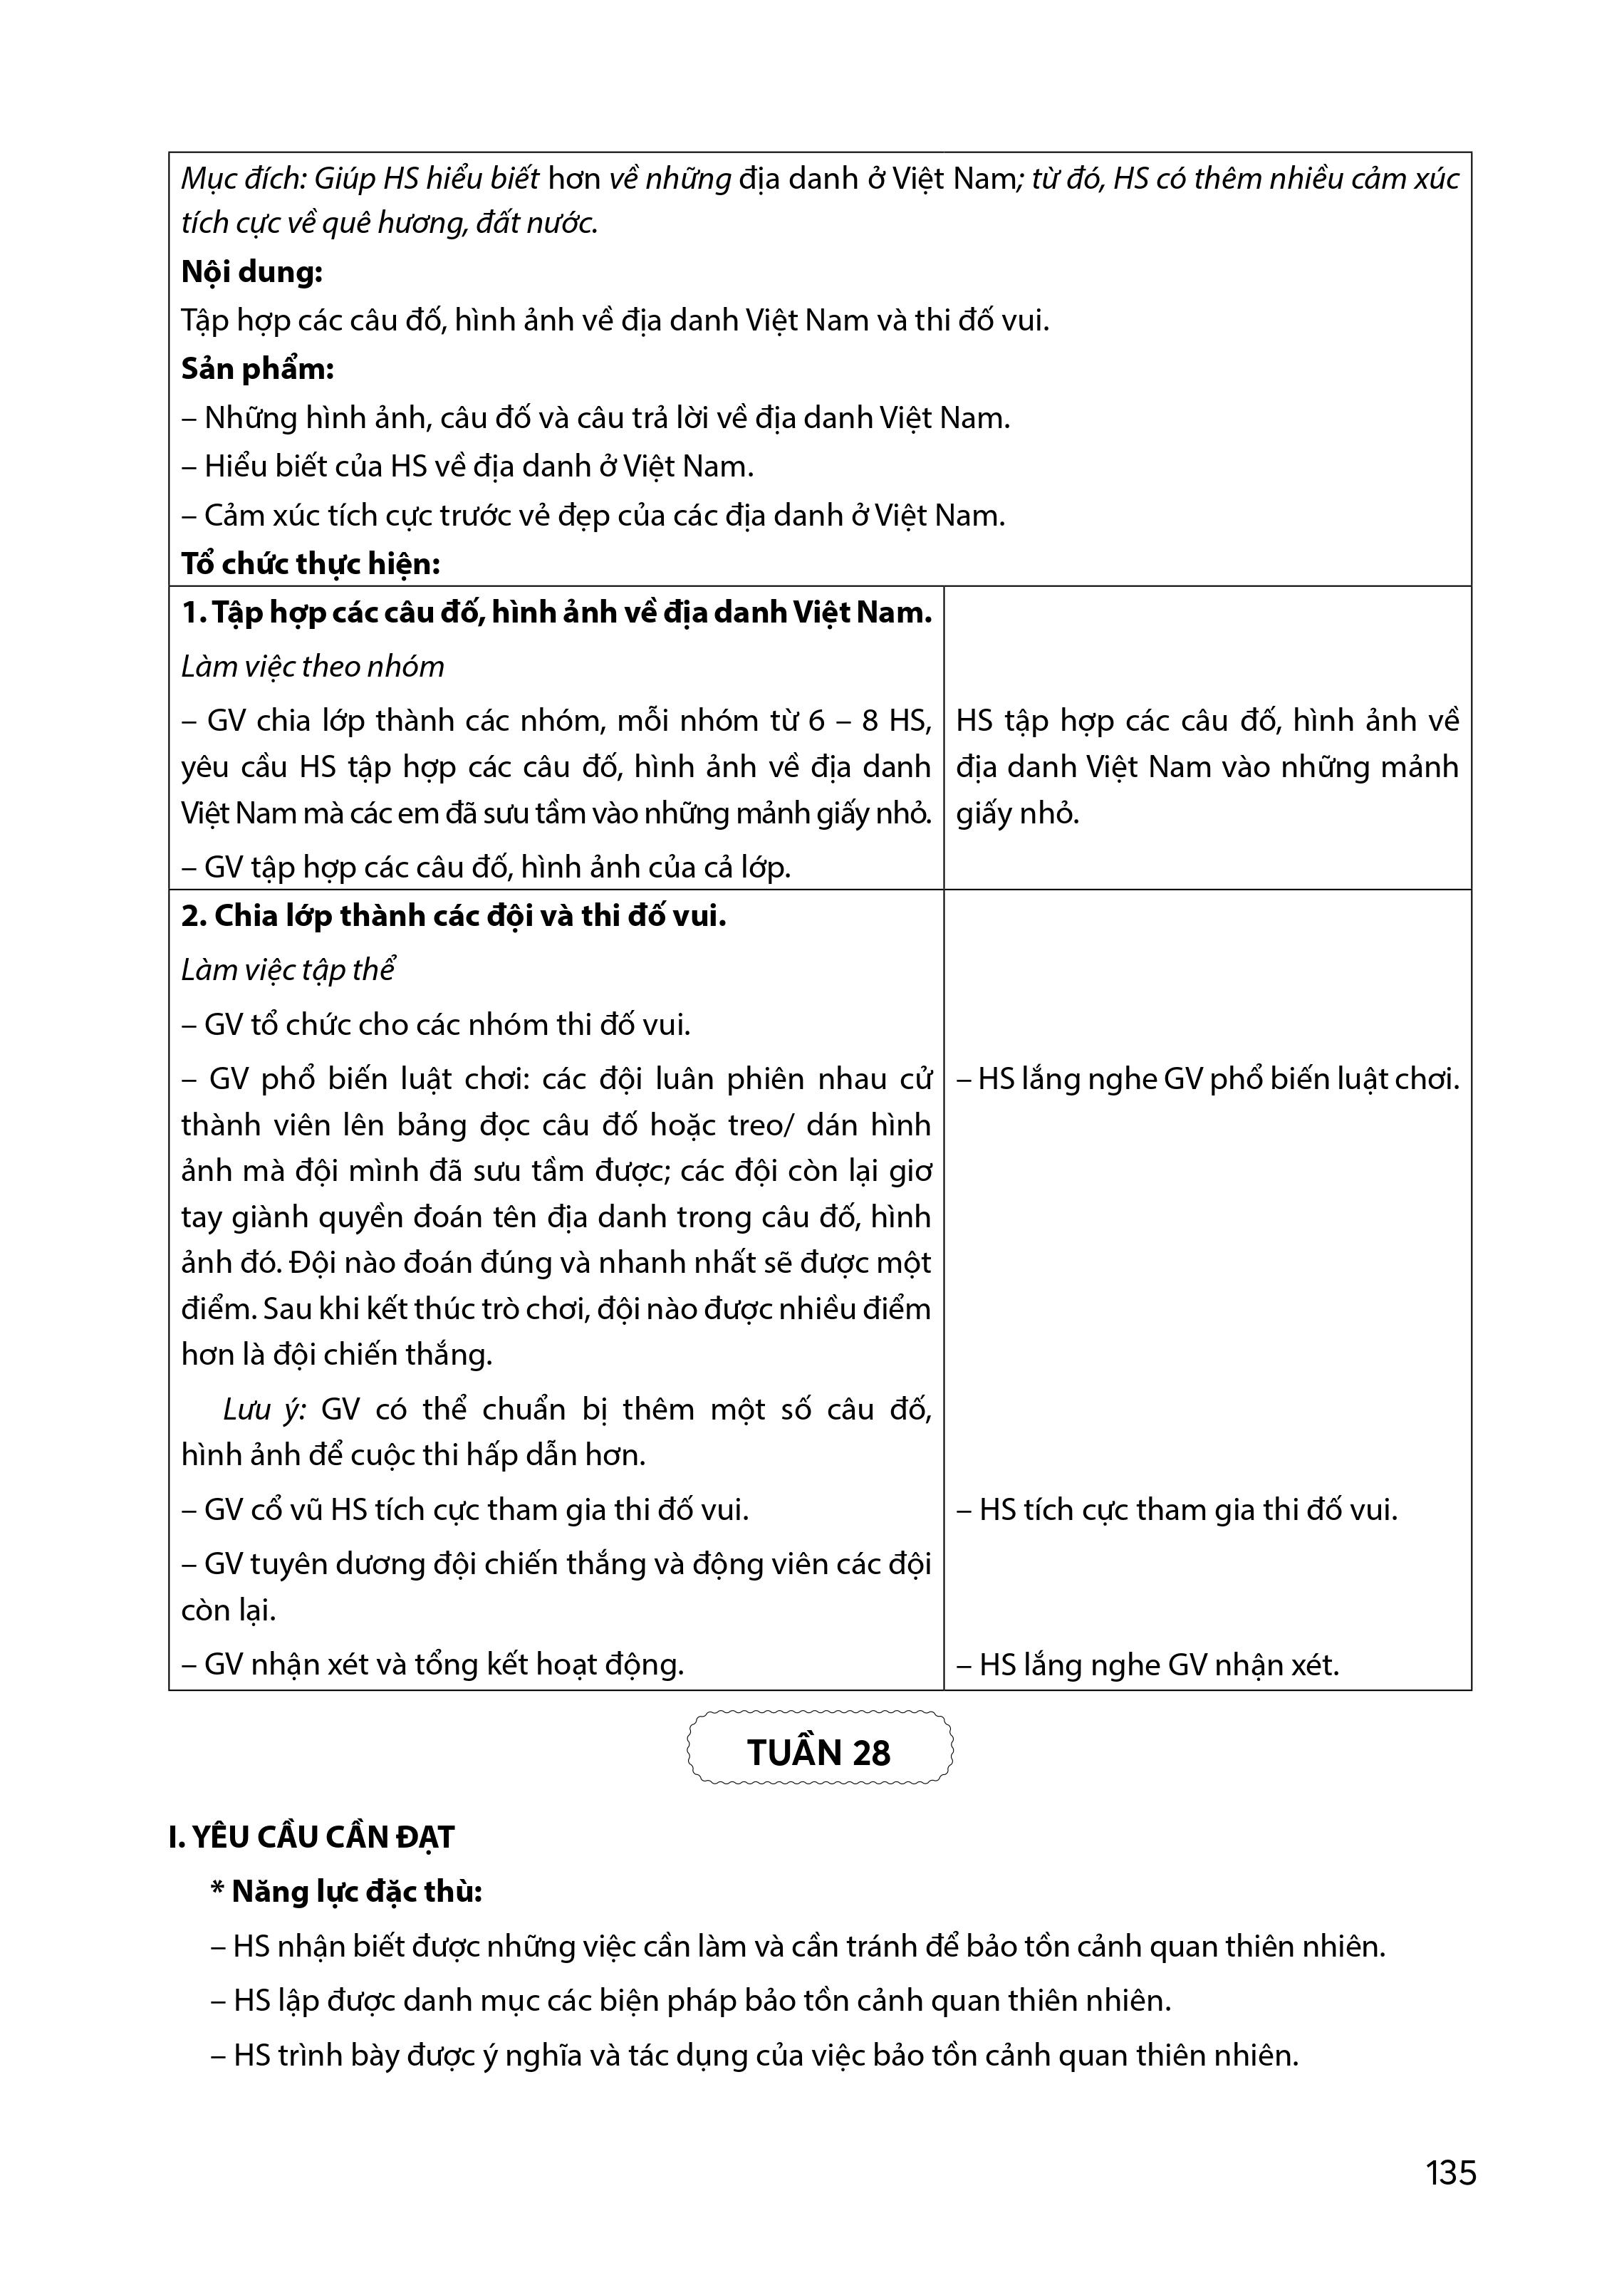 Mục đích: Giúp HS hiểu biết hơn về những địa danh ở Việt Nam; từ đó, HS có thêm nhiều cảm xúc
tích cực về quê hương, đất nước.
Nội dung:
Tập hợp các câu đố, hình ảnh về địa danh Việt Nam và thi đố vui.
Sản phẩm:
– Những hình ảnh, câu đố và câu trả lời về địa danh Việt Nam.
– Hiểu biết của HS về địa danh ở Việt Nam.
– Cảm xúc tích cực trước vẻ đẹp của các địa danh ở Việt Nam.
Tổ chức thực hiện:
1. Tập hợp các câu đố, hình ảnh về địa danh Việt Nam.
Làm việc theo nhóm
– GV chia lớp thành các nhóm, mỗi nhóm từ 6 – 8 HS,
yêu cầu HS tập hợp các câu đố, hình ảnh về địa danh
Việt Nam mà các em đã sưu tầm vào những mảnh giấy nhỏ.
– GV tập hợp các câu đố, hình ảnh của cả lớp.
HS tập hợp các câu đố, hình ảnh về
địa danh Việt Nam vào những mảnh
giấy nhỏ.
2. Chia lớp thành các đội và thi đố vui.
Làm việc tập thể
– GV tổ chức cho các nhóm thi đố vui.
– GV phổ biến luật chơi: các đội luân phiên nhau cử
thành viên lên bảng đọc câu đố hoặc treo/ dán hình
ảnh mà đội mình đã sưu tầm được; các đội còn lại giơ
tay giành quyền đoán tên địa danh trong câu đố, hình
ảnh đó. Đội nào đoán đúng và nhanh nhất sẽ được một
điểm. Sau khi kết thúc trò chơi, đội nào được nhiều điểm
hơn là đội chiến thắng.
Lưu ý: GV có thể chuẩn bị thêm một số câu đố,
hình ảnh để cuộc thi hấp dẫn hơn.
– GV cổ vũ HS tích cực tham gia thi đố vui.
– GV tuyên dương đội chiến thắng và động viên các đội
còn lại.
– GV nhận xét và tổng kết hoạt động.
– HS lắng nghe GV phổ biến luật chơi.
– HS tích cực tham gia thi đố vui.
– HS lắng nghe GV nhận xét.
TUẦN 28
I. YÊU CẦU CẦN ĐẠT
* Năng lực đặc thù:
– HS nhận biết được những việc cần làm và cần tránh để bảo tồn cảnh quan thiên nhiên.
– HS lập được danh mục các biện pháp bảo tồn cảnh quan thiên nhiên.
– HS trình bày được ý nghĩa và tác dụng của việc bảo tồn cảnh quan thiên nhiên.
135